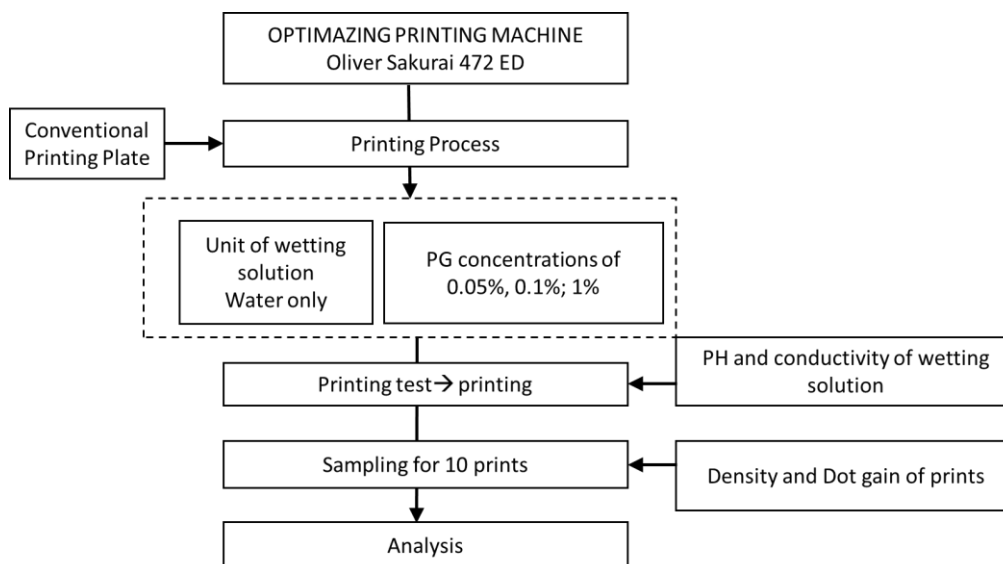 OPTIMAZING PRINTING MACHINE
Oliver Sakurai 472 ED
Conventional
Printing Plate
Printing Process
Unit of wetting
solution
Water only
PG concentrations of
0.05%, 0.1%; 1%
PH and conductivity of wetting
solution
Printing test→ printing
Sampling for 10 prints
Density and Dot gain of prints
Analysis